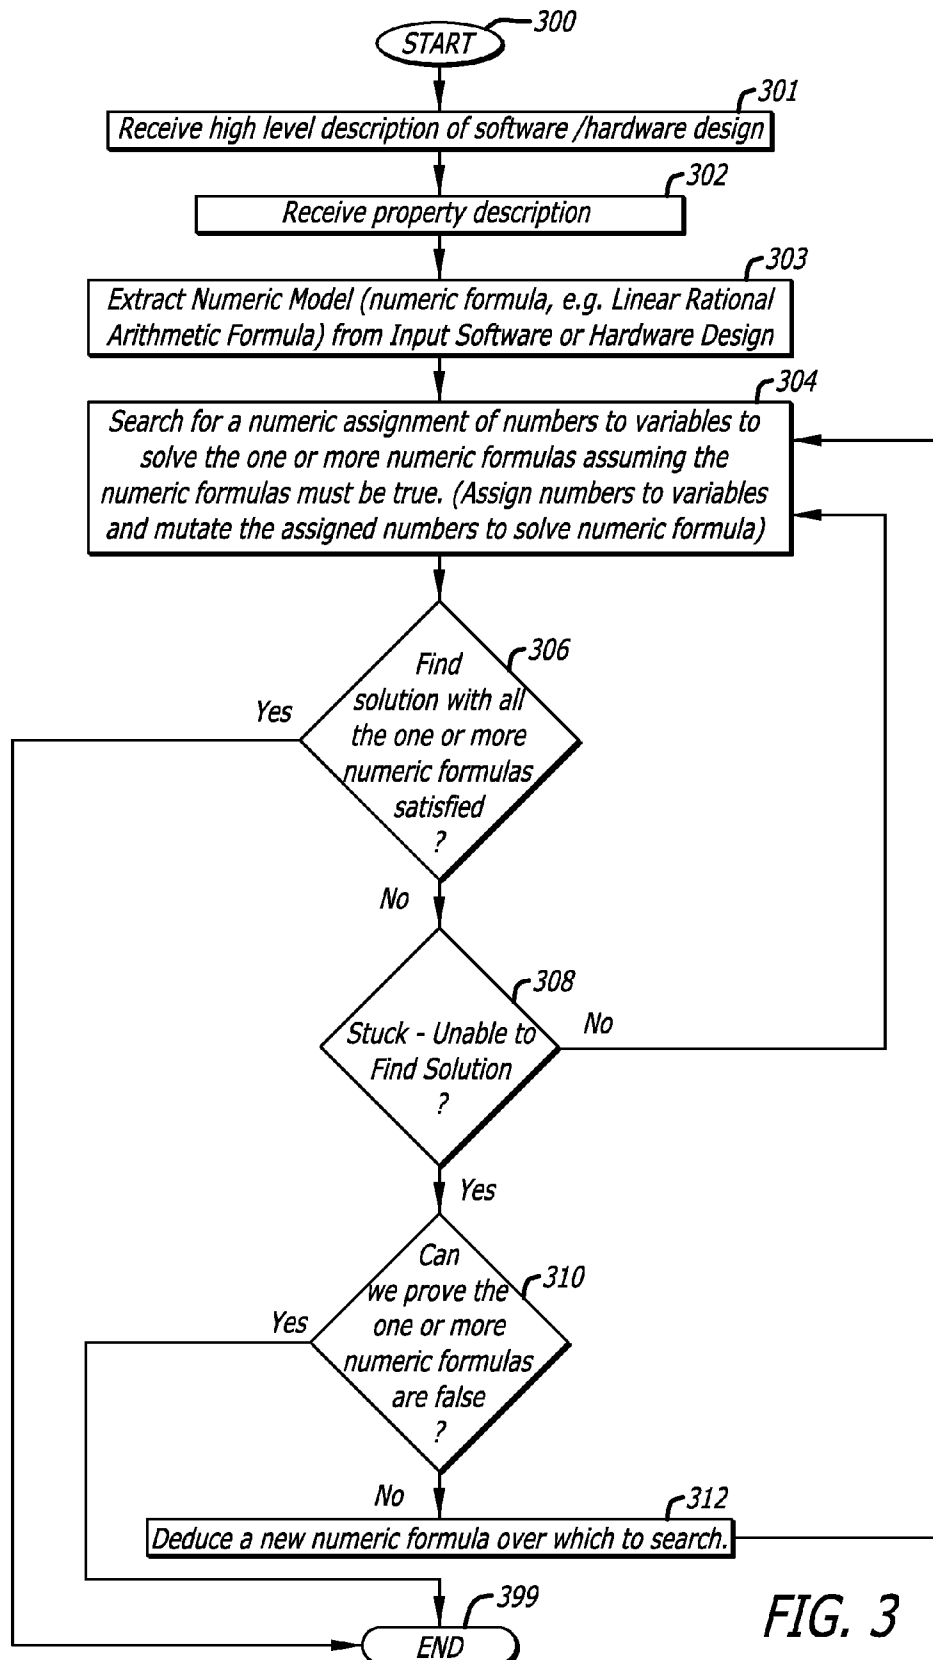 300
START
301
Receive high level description of software /hardware design
302
Receive property description
303
Extract Numeric Model (numeric formula, e.g. Linear Rational
Arithmetic Formula) from Input Software or Hardware Design
304
Search for a numeric assignment of numbers to variables to
solve the one or more numeric formulas assuming the
numeric formulas must be true. (Assign numbers to variables
and mutate the assigned numbers to solve numeric formula)
306
Find
solution with all
the one or more
numeric formulas
satisfied
?
Yes
No
308
Stuck - Unable to
Find Solution
?
No
Yes
310
Can
we prove the
one or more
numeric formulas
are false
?
Yes
No
312
Deduce a new numeric formula over which to search.
399
END
FIG. 3